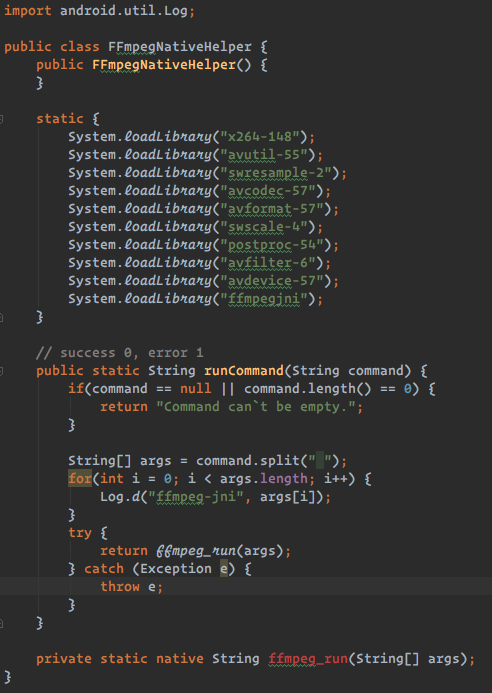 import android.util.Log;
public class FFmpegNativeHelper {
public FFmpegNativeHelper() {
}
static {
System.loadLibrary("x264-148");
System.loadLibrary("avutil-55");
System.loadLibrary("swresample-2");
System.loadLibrary("avcodec-57");
System.loadLibrary("avformat-57");
System.loadLibrary("swscale-4");
System.loadLibrary("postproc-54");
System.loadLibrary("avfilter-6");
System.loadLibrary("avdevice-57");
System.loadLibrary("ffmpegjni");
}
// success 0, error 1
public static String runCommand(String command) {
if(command == null || command.length() == 0) {
return "Command can`t be empty.";
}
String[] args = command.split(" ");
for(int i = 0; i < args.length; i++) {
Log.d("ffmpeg-jni", args[i]);
}
try {
return ffmpeg_run(args);
} catch (Exception e) {
throw e;
}
}
private static native String ffmpeg_run(String[] args);
}